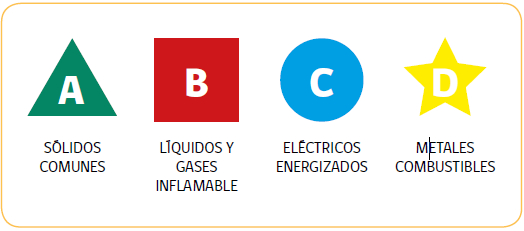 A
B
C
D
SÓLIDOS
COMUNES
LÍQUIDOS Y
GASES
INFLAMABLE
ELÉCTRICOS
ENERGIZADOS
METALES
COMBUSTIBLES